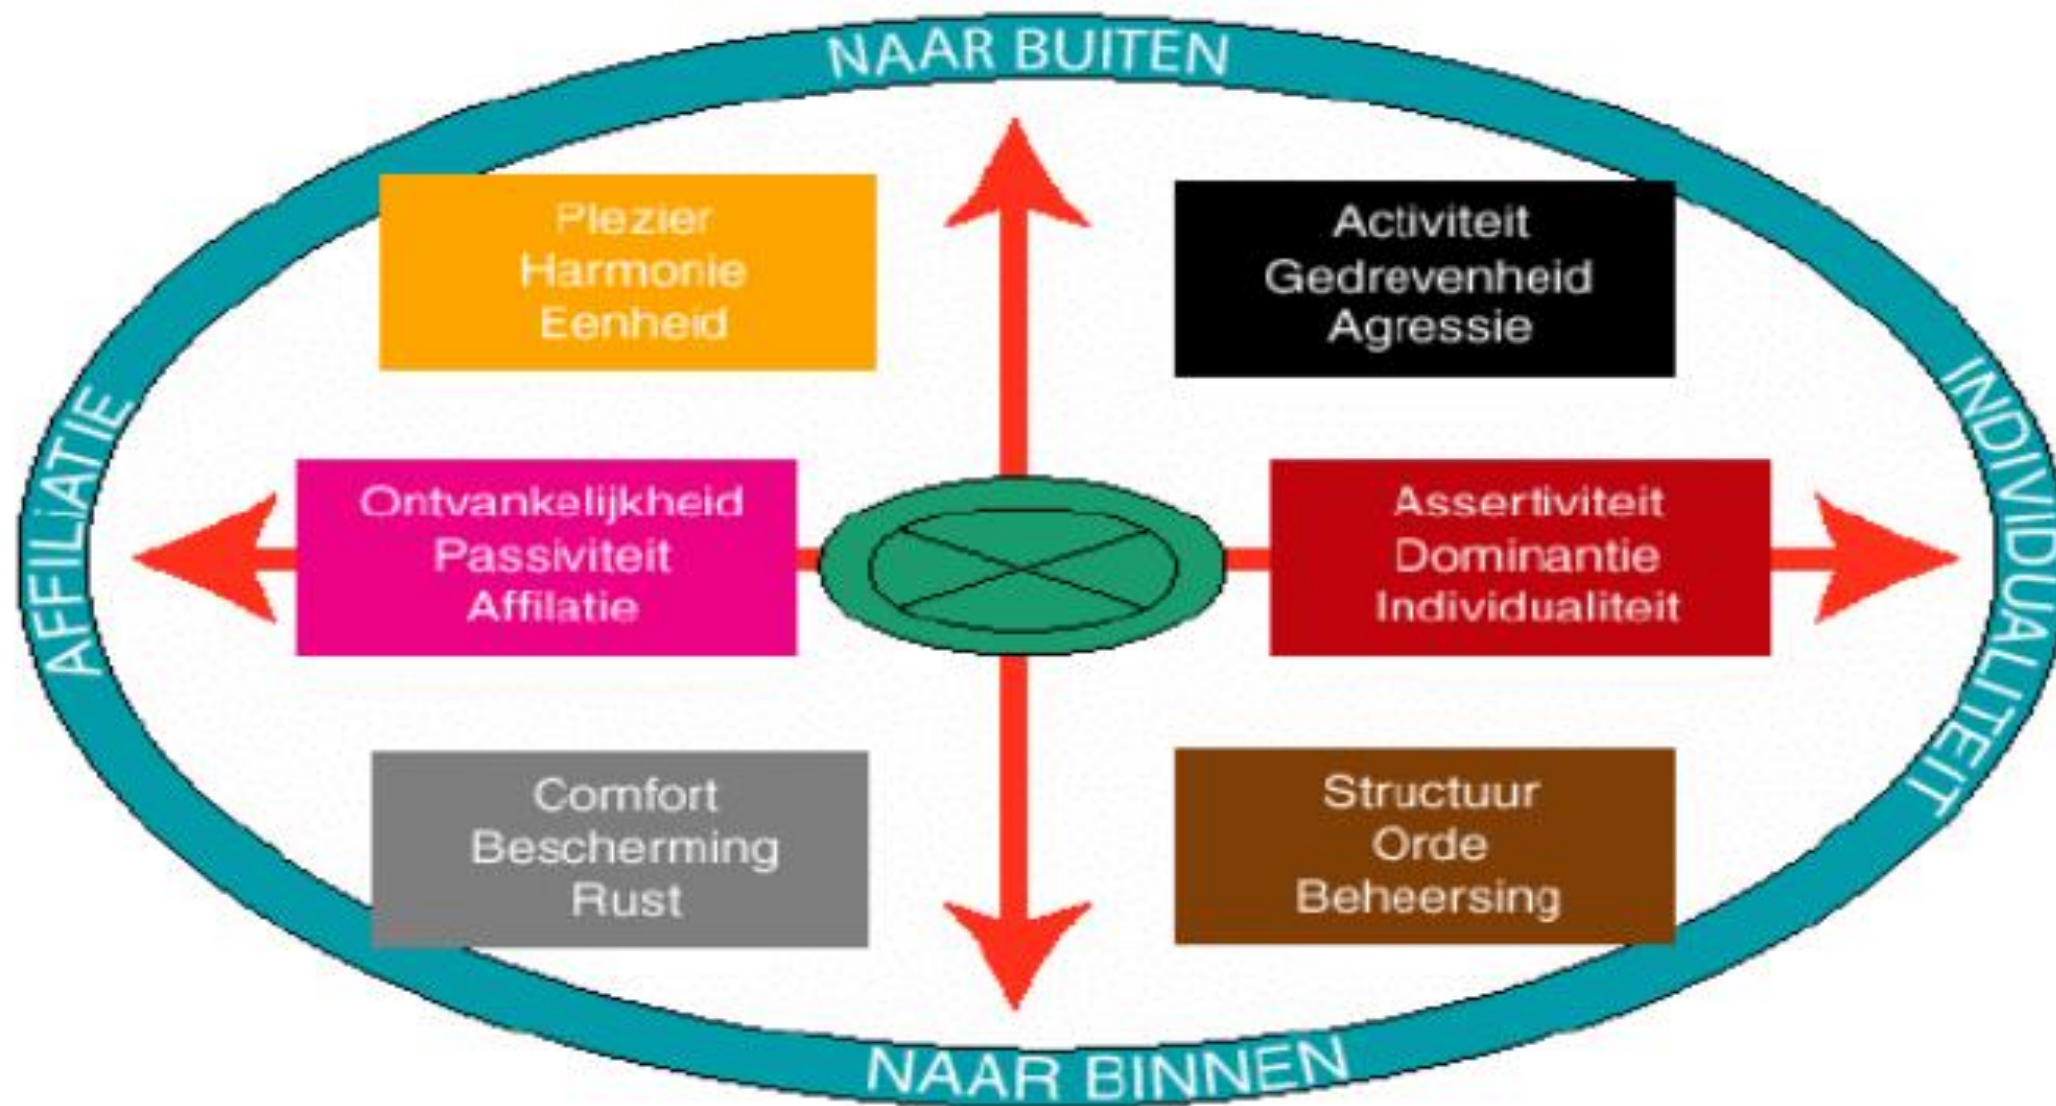 NAAR BUITEN
Plezier
Harmonie
Eenheid
Activiteit
Gedrevenheid
Agressie
AFFILIATIE
Ontvankelijkheid
Passiviteit
Affilatie
Assertiviteit
Dominantie
Individualiteit
INDIVIDUALITEIT
Comfort
Bescherming
Rust
Structuur
Orde
Beheersing
NAAR BINNEN